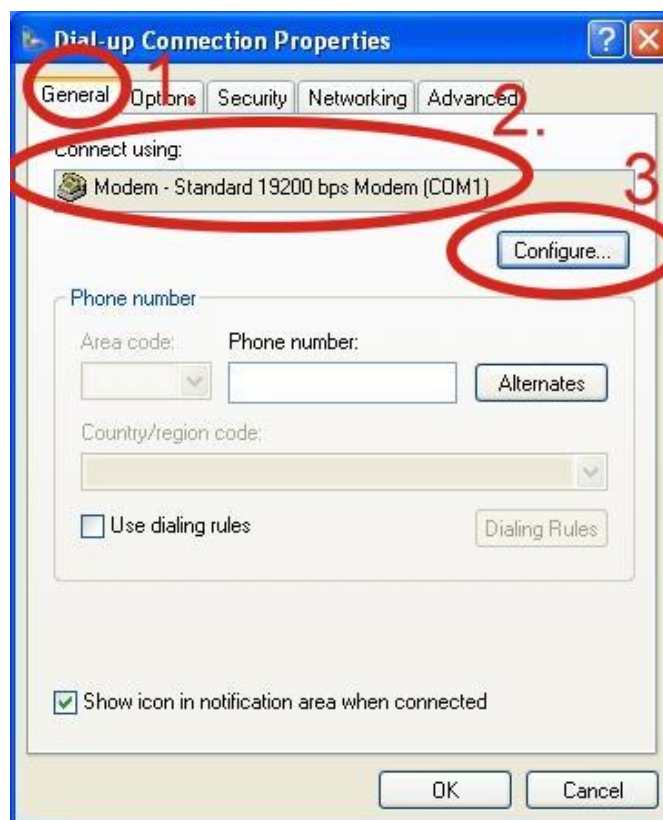 Dial-up Connection Properties
1.
General Options Security Networking Advanced
2.
Connect using:
Modem - Standard 19200 bps Modem (COM1)
3
Configure...
Phone number
Area code: Phone number:
Alternates
Country/region code:
Use dialing rules
Dialing Rules
Show icon in notification area when connected
OK Cancel